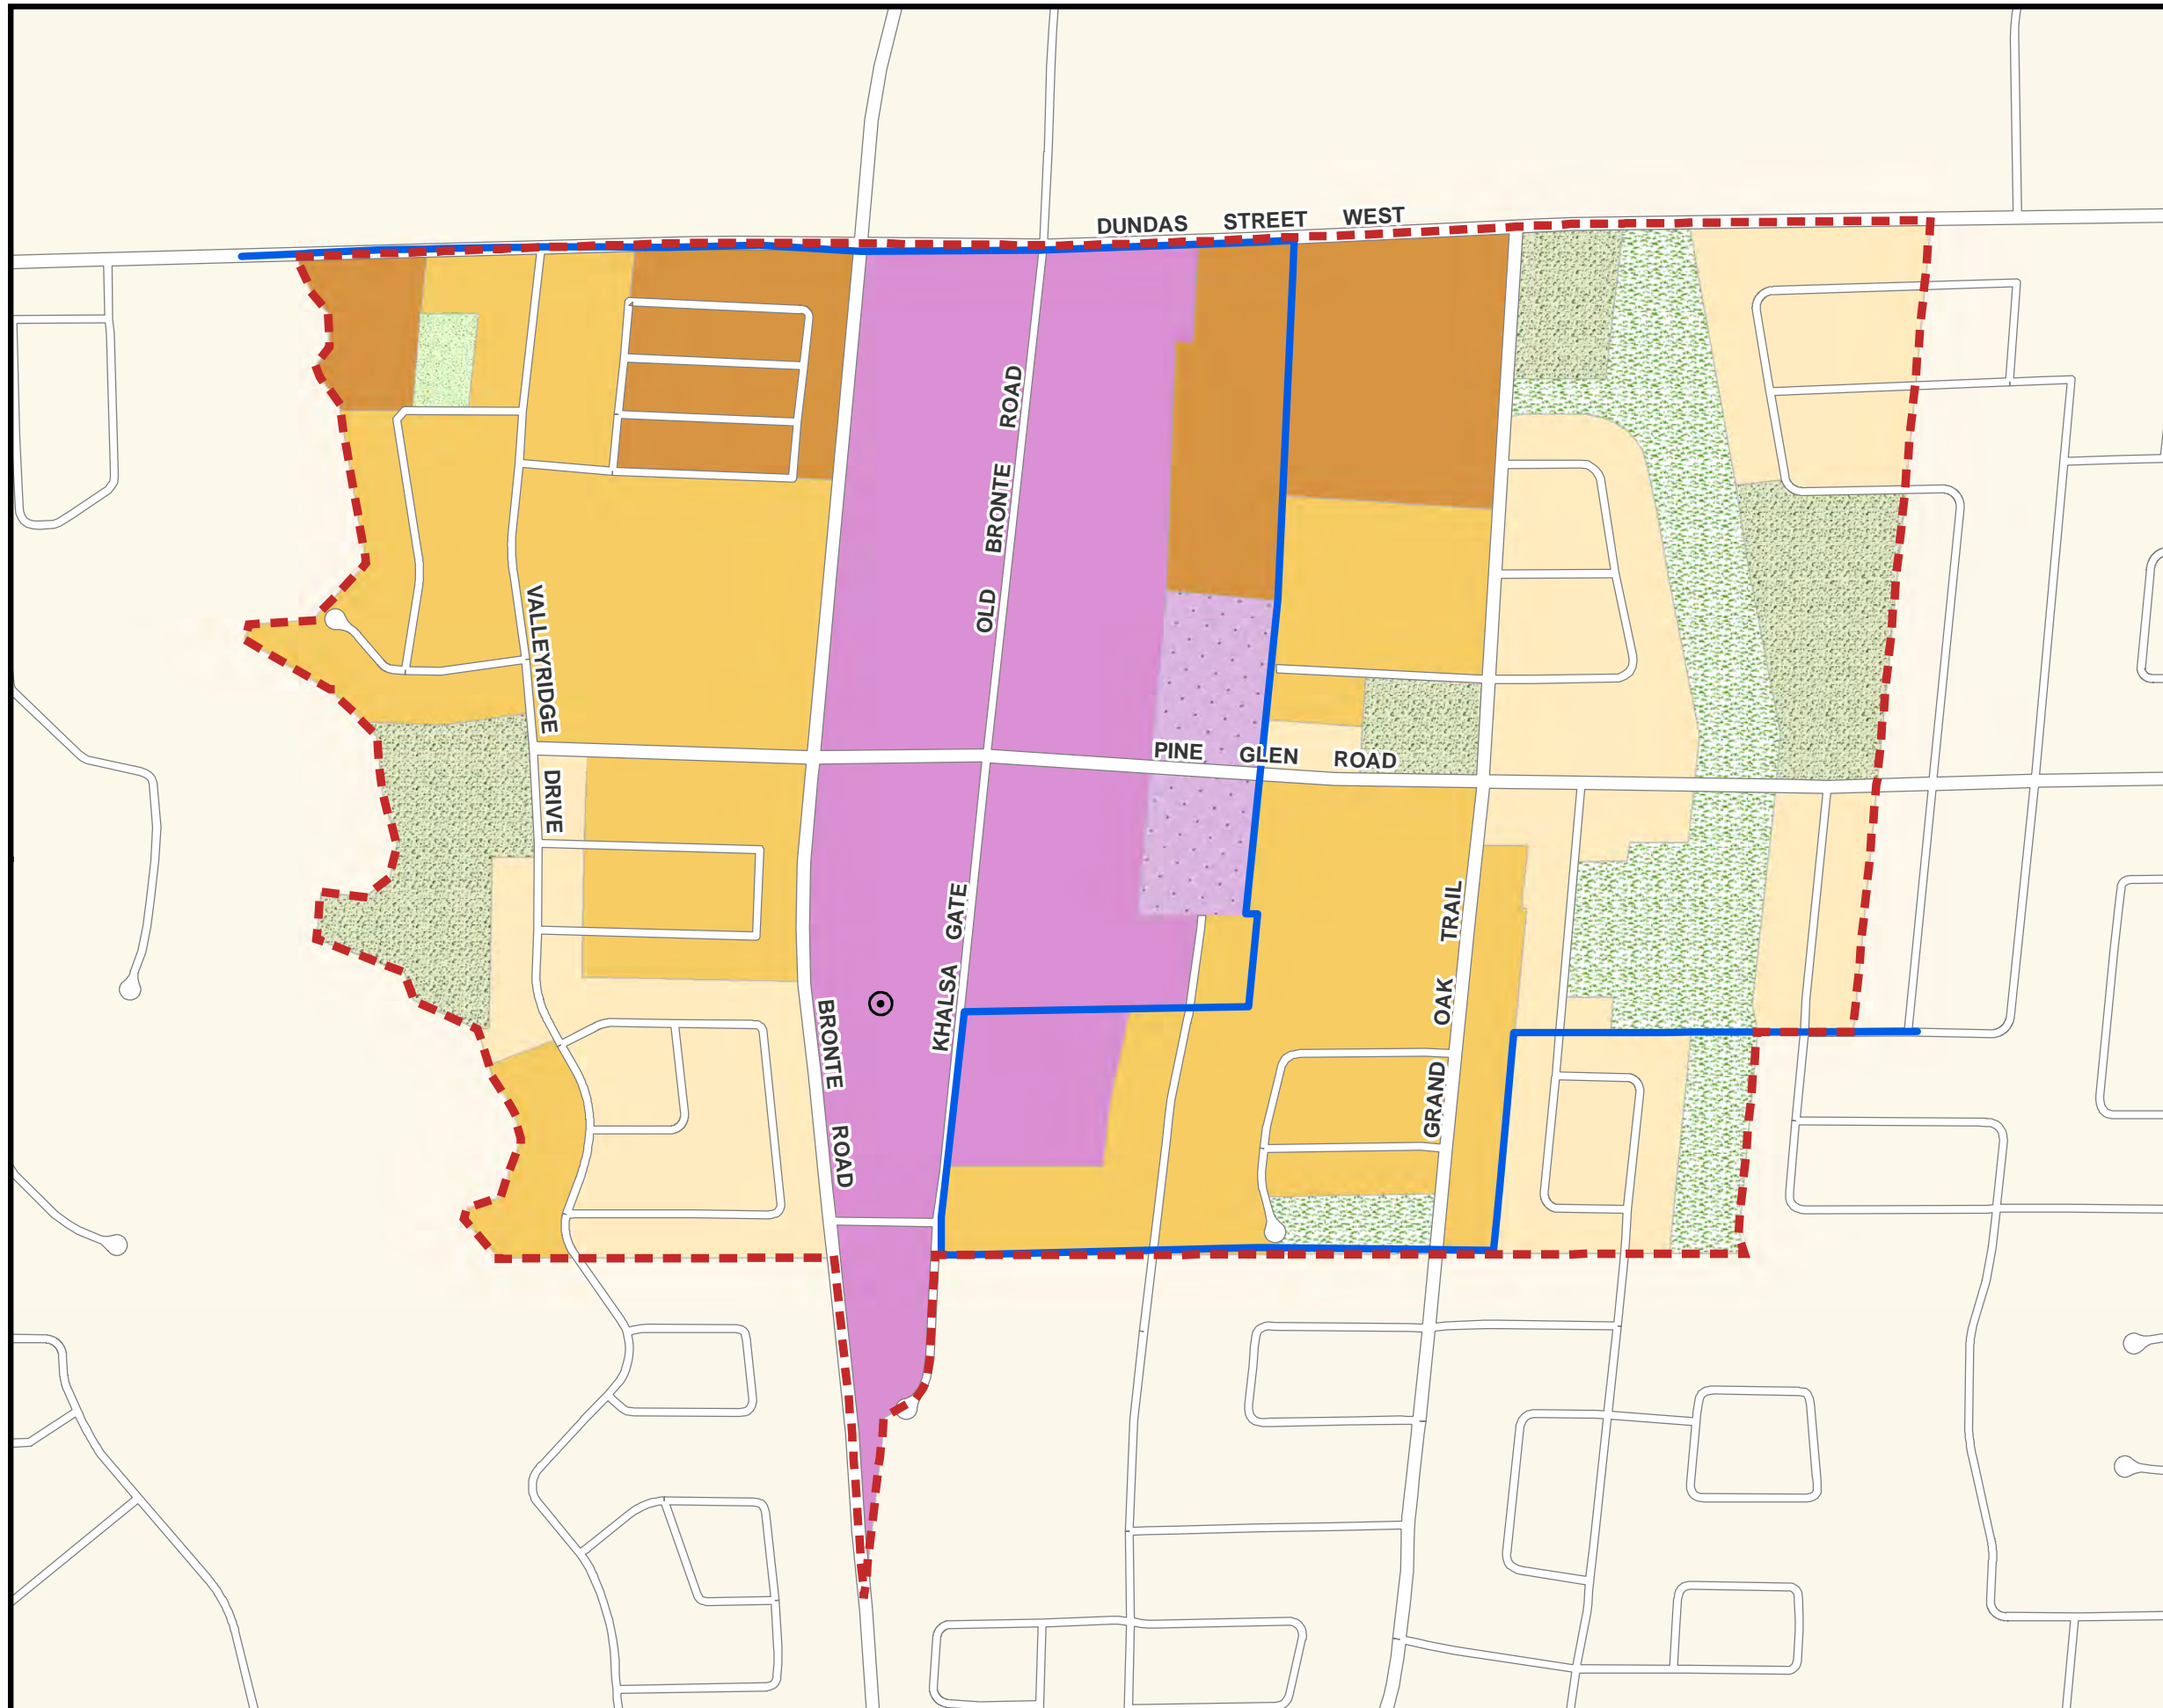 DUNDAS STREET WEST
OLD BRONTE ROAD
VALLEYRIDGE DRIVE
PINE GLEN ROAD
KHALSA GATE
GRAND OAK TRAIL
BRONTE ROAD